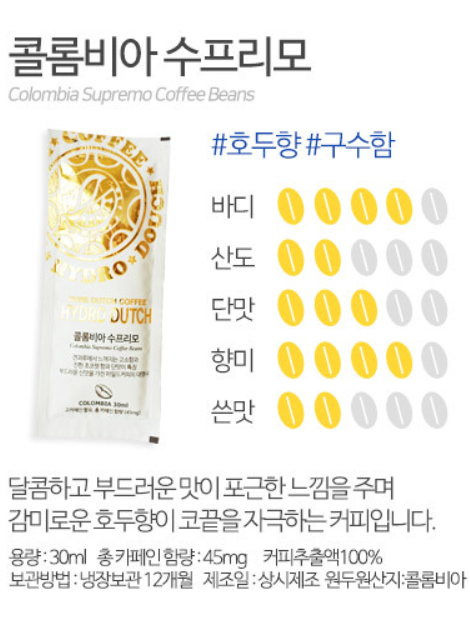 콜롬비아 수프리모
Colombia Supremo Coffee Beans
#호두향 #구수함
COFFEE
HYDRO DUTCH
HYDRO DUTCH
콜롬비아 수프리모
Colombia Supremo Coffee Beans
COLOMBIA 30ml
바디
산도
단맛
향미
쓴맛
달콤하고 부드러운 맛이 포근한 느낌을 주며
감미로운 호두향이 코끝을 자극하는 커피입니다.
용량 : 30ml 총 카페인 함량 : 45mg 커피추출액100%
보관방법 : 냉장보관 12개월 제조일 : 상시제조 원두원산지:콜롬비아